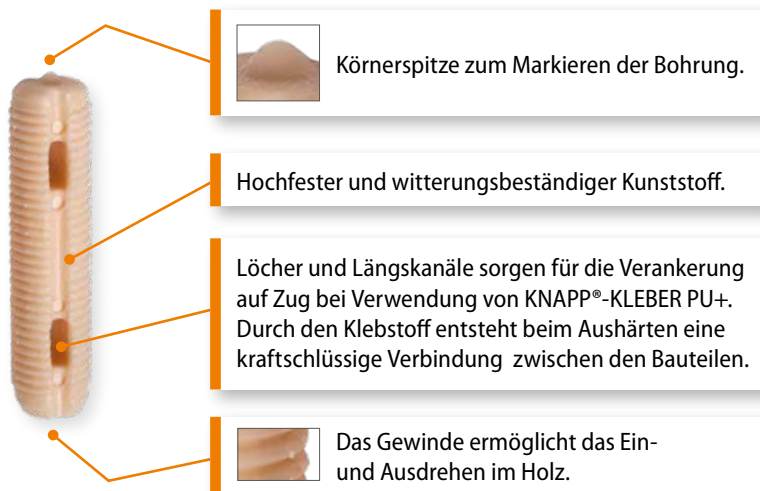 Körnerspitze zum Markieren der Bohrung.
Hochfester und witterungsbeständiger Kunststoff.
Löcher und Längskanäle sorgen für die Verankerung
auf Zug bei Verwendung von KNAPP®-KLEBER PU+.
Durch den Klebstoff entsteht beim Aushärten eine
kraftschlüssige Verbindung zwischen den Bauteilen.
Das Gewinde ermöglicht das Ein-
und Ausdrehen im Holz.